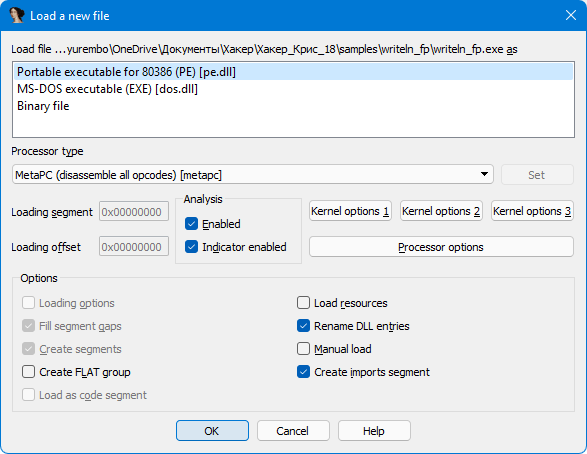 Load a new file
Load file ...yurembo\OneDrive\Документы\Хакер\Хакер_Крис_18\samples\writeln_fp\writeln_fp.exe as
Portable executable for 80386 (PE) [pe.dll]
MS-DOS executable (EXE) [dos.dll]
Binary file
Processor type
MetaPC (disassemble all opcodes) [metapc]
Set
Loading segment
0x00000000
Loading offset
0x00000000
Analysis
Enabled
Indicator enabled
Kernel options 1
Kernel options 2
Kernel options 3
Processor options
Options
Loading options
Fill segment gaps
Create segments
Create FLAT group
Load as code segment
Load resources
Rename DLL entries
Manual load
Create imports segment
OK
Cancel
Help